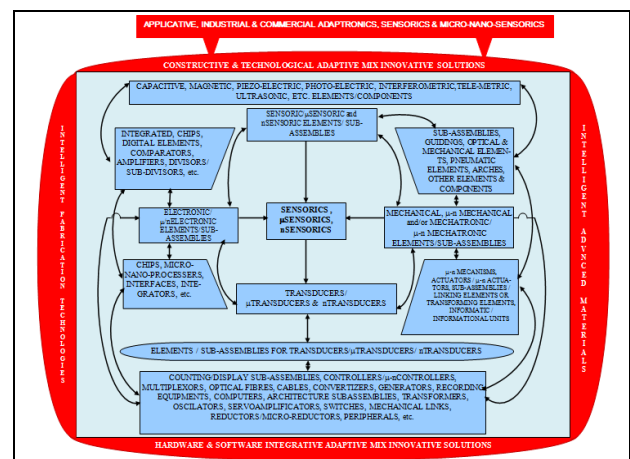 APPLICATIVE, INDUSTRIAL & COMMERCIAL ADAPTRONICS, SENSORICS & MICRO-NANO-SENSORICS
CONSTRUCTIVE & TECHNOLOGICAL ADAPTIVE MIX INNOVATIVE SOLUTIONS
CAPACITIVE, MAGNETIC, PIEZO-ELECTRIC, PHOTO-ELECTRIC, INTERFEROMETRIC,TELE-METRIC,
ULTRASONIC, ETC. ELEMENTS/COMPONENTS
SENSORIC μSENSORIC and
nSENSORIC ELEMENTS/ SUB-
ASSEMBLIES
INTEGRATED, CHIPS,
DIGITAL ELEMENTS,
COMPARATORS,
AMPLIFIERS, DIVISORS/
SUB-DIVISORS, etc.
SUB-ASSEMBLIES,
GUIDINGS, OPTICAL &
MECHANICAL ELEMEN-
TS, PNEUMATIC
ELEMENTS, ARCHES,
OTHER ELEMENTS &
COMPONENTS
ELECTRONIC/
μ-nELECTRONIC
ELEMENTS/SUB-
ASSEMBLIES
SENSORICS ,
μSENSORICS,
nSENSORICS
MECHANICAL, μ-n MECHANICAL
and/or MECHATRONIC/
μ-n MECHATRONIC
ELEMENTS/SUB-ASSEMBLIES
CHIPS, MICRO-
NANO-PROCESSERS,
INTERFACES, INTE-
GRATORS, etc.
TRANSDUCERS/
μTRANSDUCERS & nTRANSDUCERS
μ-n MECANISMS,
ACTUATORS / μ-n ACTUA-
TORS, SUB-ASSEMBLIES /
LINKING ELEMENTS OR
TRANSFORMING ELEMENTS,
INFORMATIC /
INFORMATIONAL UNITS
ELEMENTS / SUB-ASSEMBLIES FOR TRANSDUCERS/μTRANSDUCERS/ nTRANSDUCERS
COUNTING/DISPLAY SUB-ASSEMBLIES, CONTROLLERS/μ-nCONTROLLERS,
MULTIPLEXORS, OPTICAL FIBRES, CABLES, CONVERTIZERS, GENERATORS, RECORDING
EQUIPMENTS, COMPUTERS, ARCHITECTURE SUBASSEMBLIES, TRANSFORMERS,
OSCILATORS, SERVOAMPLIFICATORS, SWITCHES, MECHANICAL LINKS,
REDUCTORS/MICRO-REDUCTORS, PERIPHERALS, etc.
HARDWARE & SOFTWARE INTEGRATIVE ADAPTIVE MIX INNOVATIVE SOLUTIONS
INTELLIGENT FABRICATION TECHNOLOGIES
INTELLIGENT ADVNCED MATERIALS